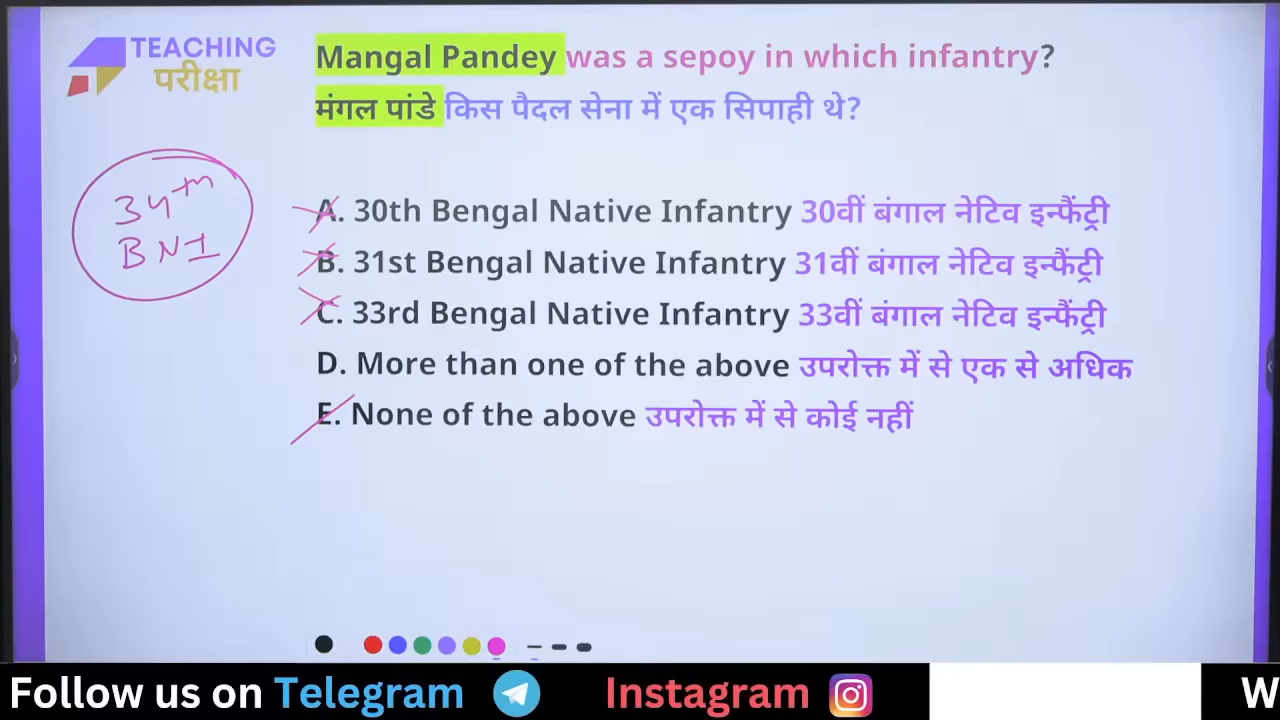 TEACHING
परीक्षा
Mangal Pandey was a sepoy in which infantry?
मंगल पांडे किस पैदल सेना में एक सिपाही थे?
34th
BNI
A. 30th Bengal Native Infantry 30वीं बंगाल नेटिव इन्फैंट्री
B. 31st Bengal Native Infantry 31वीं बंगाल नेटिव इन्फैंट्री
C. 33rd Bengal Native Infantry 33वीं बंगाल नेटिव इन्फैंट्री
D. More than one of the above उपरोक्त में से एक से अधिक
E. None of the above उपरोक्त में से कोई नहीं
Follow us on Telegram Instagram W